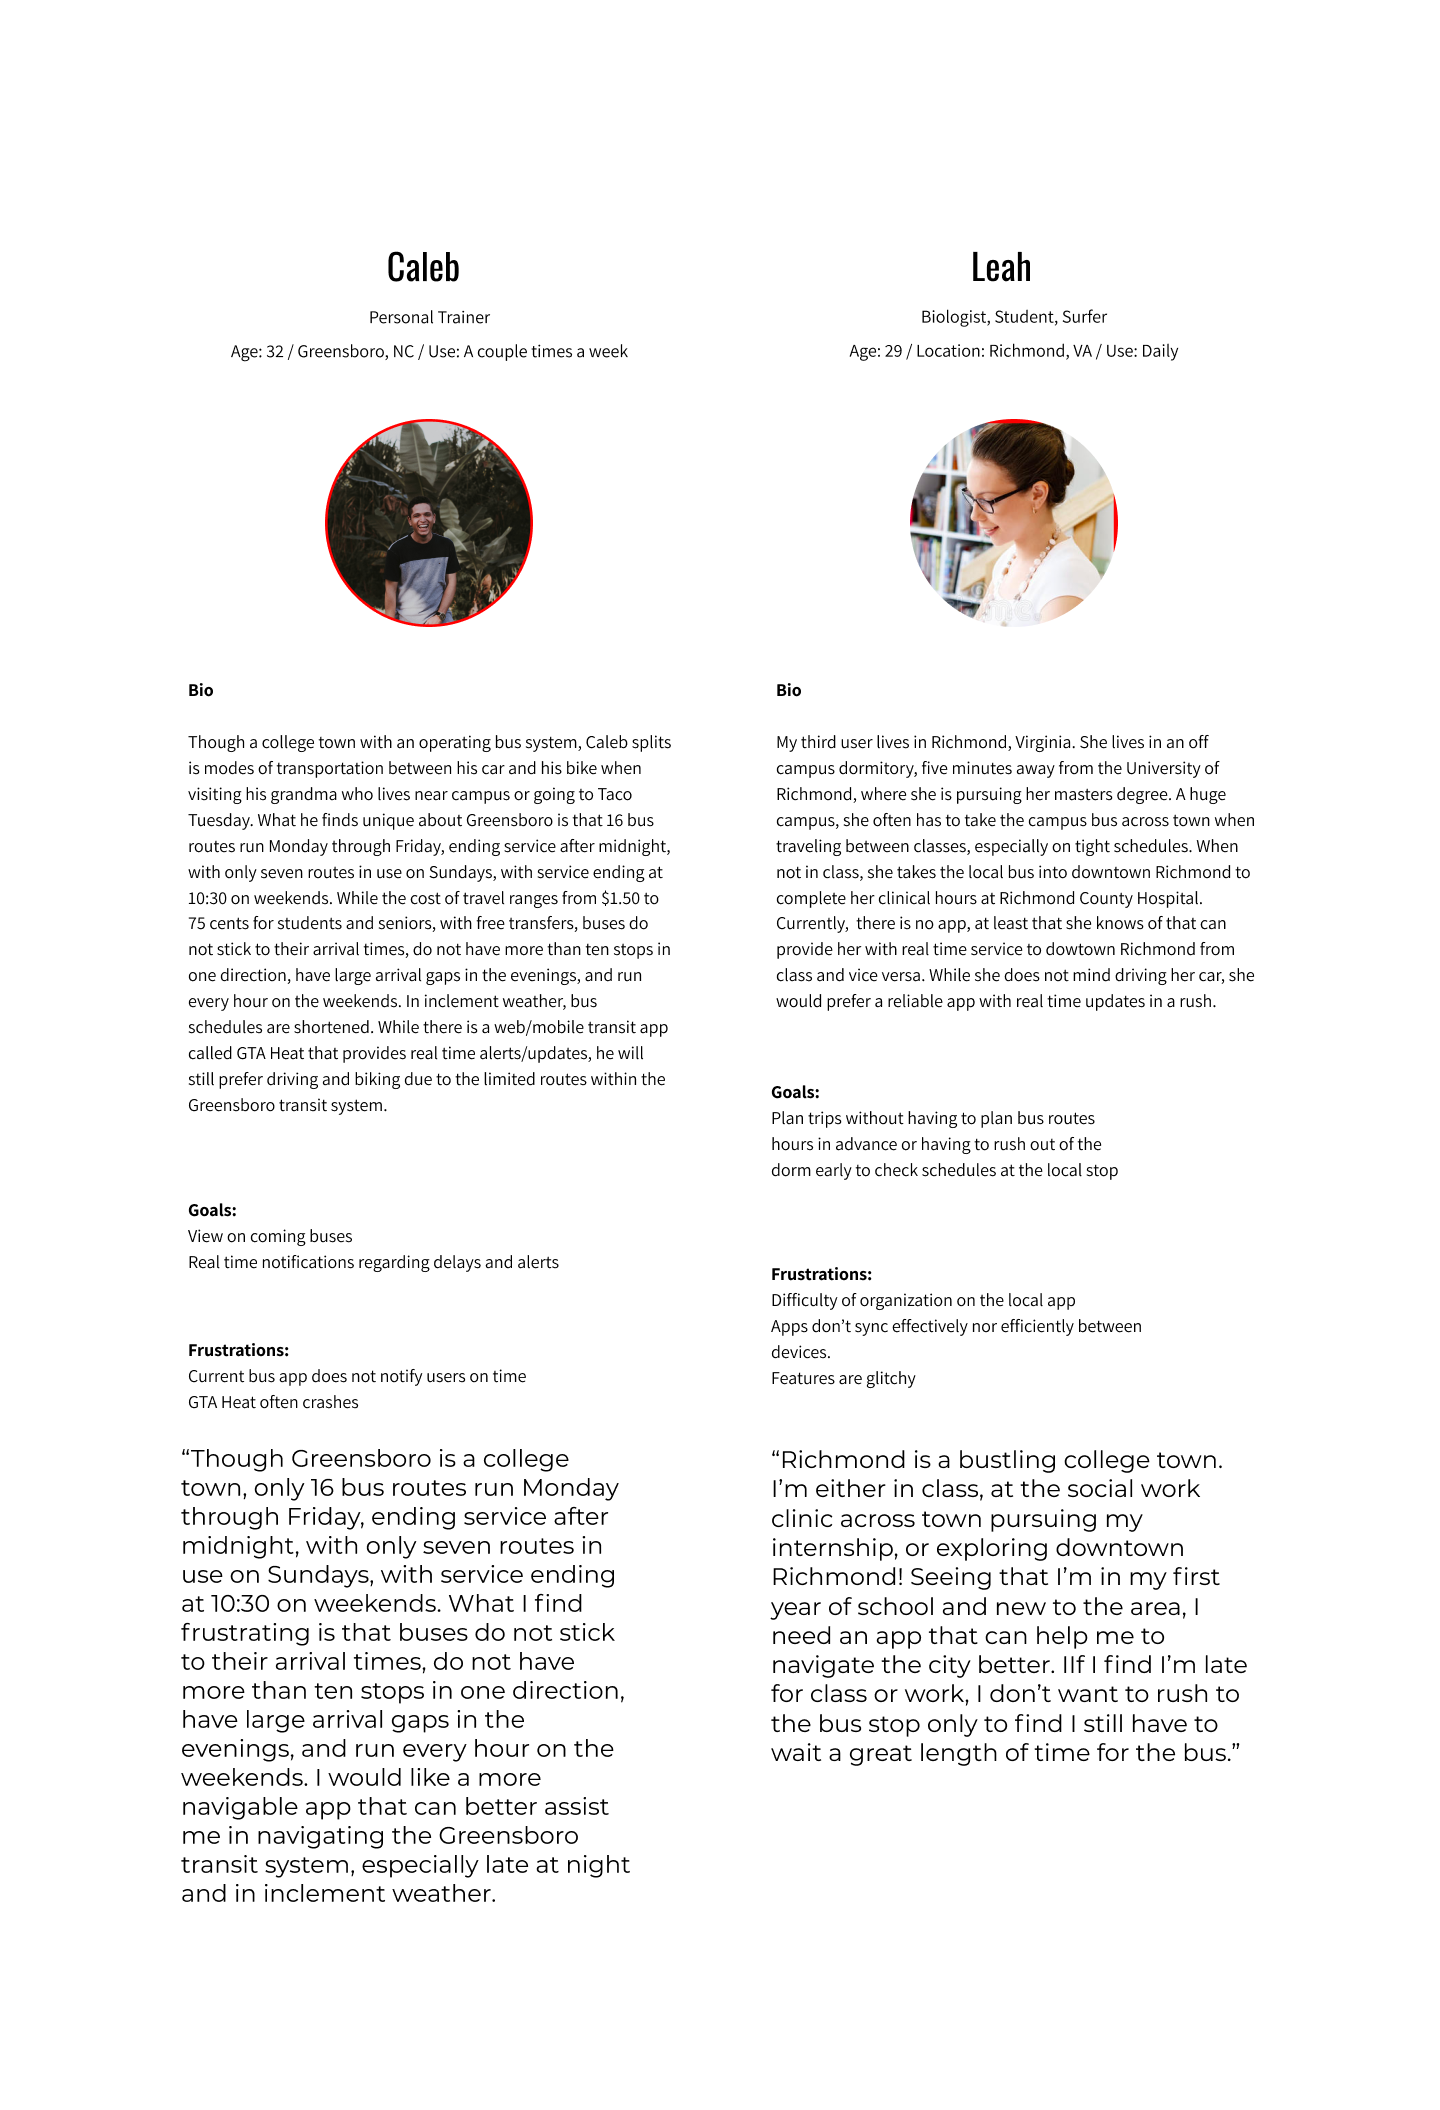 Caleb
Personal Trainer
Age: 32 / Greensboro, NC / Use: A couple times a week
Bio
Though a college town with an operating bus system, Caleb splits
is modes of transportation between his car and his bike when
visiting his grandma who lives near campus or going to Taco
Tuesday. What he finds unique about Greensboro is that 16 bus
routes run Monday through Friday, ending service after midnight,
with only seven routes in use on Sundays, with service ending at
10:30 on weekends. While the cost of travel ranges from $1.50 to
75 cents for students and seniors, with free transfers, buses do
not stick to their arrival times, do not have more than ten stops in
one direction, have large arrival gaps in the evenings, and run
every hour on the weekends. In inclement weather, bus
schedules are shortened. While there is a web/mobile transit app
called GTA Heat that provides real time alerts/updates, he will
still prefer driving and biking due to the limited routes within the
Greensboro transit system.
Goals:
View on coming buses
Real time notifications regarding delays and alerts
Frustrations:
Current bus app does not notify users on time
GTA Heat often crashes
“Though Greensboro is a college
town, only 16 bus routes run Monday
through Friday, ending service after
midnight, with only seven routes in
use on Sundays, with service ending
at 10:30 on weekends. What I find
frustrating is that buses do not stick
to their arrival times, do not have
more than ten stops in one direction,
have large arrival gaps in the
evenings, and run every hour on the
weekends. I would like a more
navigable app that can better assist
me in navigating the Greensboro
transit system, especially late at night
and in inclement weather.
Leah
Biologist, Student, Surfer
Age: 29 / Location: Richmond, VA / Use: Daily
Bio
My third user lives in Richmond, Virginia. She lives in an off
campus dormitory, five minutes away from the University of
Richmond, where she is pursuing her masters degree. A huge
campus, she often has to take the campus bus across town when
traveling between classes, especially on tight schedules. When
not in class, she takes the local bus into downtown Richmond to
complete her clinical hours at Richmond County Hospital.
Currently,  there is no app, at least that she knows of that can
provide her with real time service to dowtown Richmond from
class and vice versa. While she does not mind driving her car, she
would prefer a reliable app with real time updates in a rush.
Goals:
Plan trips without having to plan bus routes
hours in advance or having to rush out of the
dorm early to check schedules at the local stop
Frustrations:
Difficulty of organization on the local app
Apps don’t sync effectively nor efficiently between
devices.
Features are glitchy
“Richmond is a bustling college town.
I’m either in class, at the social work
clinic across town pursuing my
internship, or exploring downtown
Richmond! Seeing that I’m in my first
year of school and new to the area, I
need an app that can help me to
navigate the city better. IIf I find I’m late
for class or work, I don’t want to rush to
the bus stop only to find I still have to
wait a great length of time for the bus.”